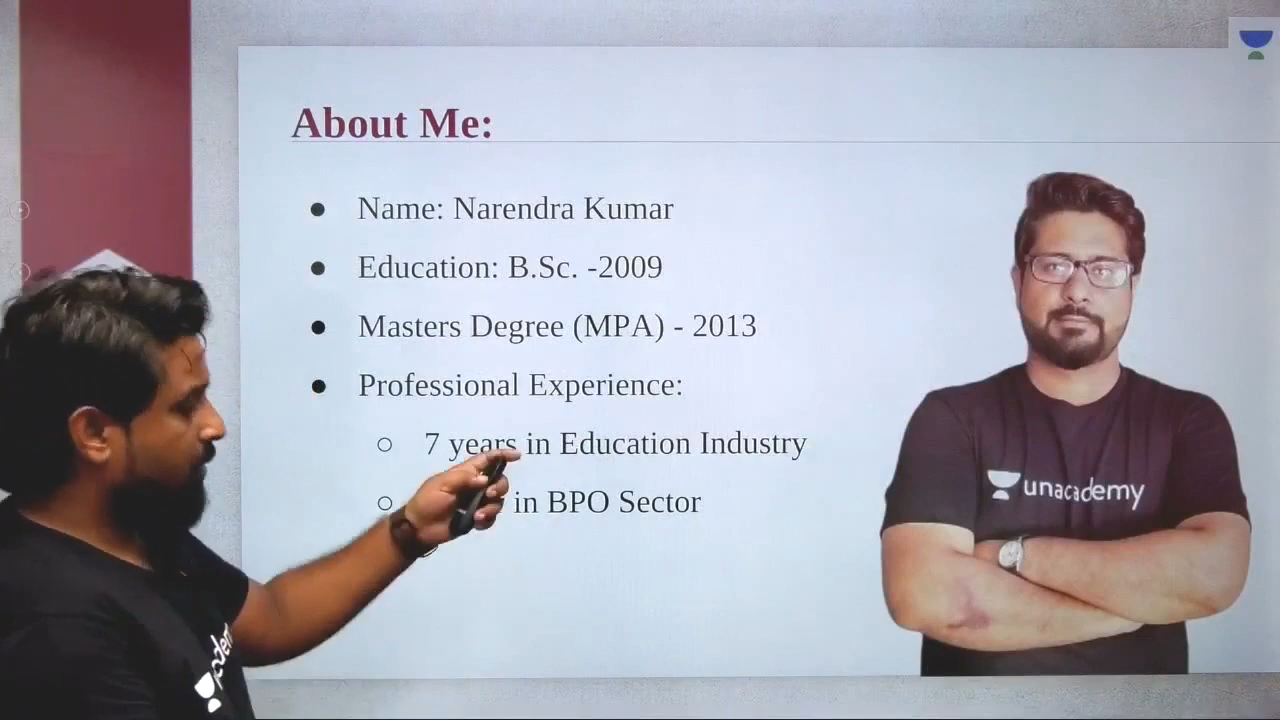 About Me:
● Name: Narendra Kumar
● Education: B.Sc. -2009
● Masters Degree (MPA) - 2013
● Professional Experience:
○ 7 years in Education Industry
○ in BPO Sector
unacademy